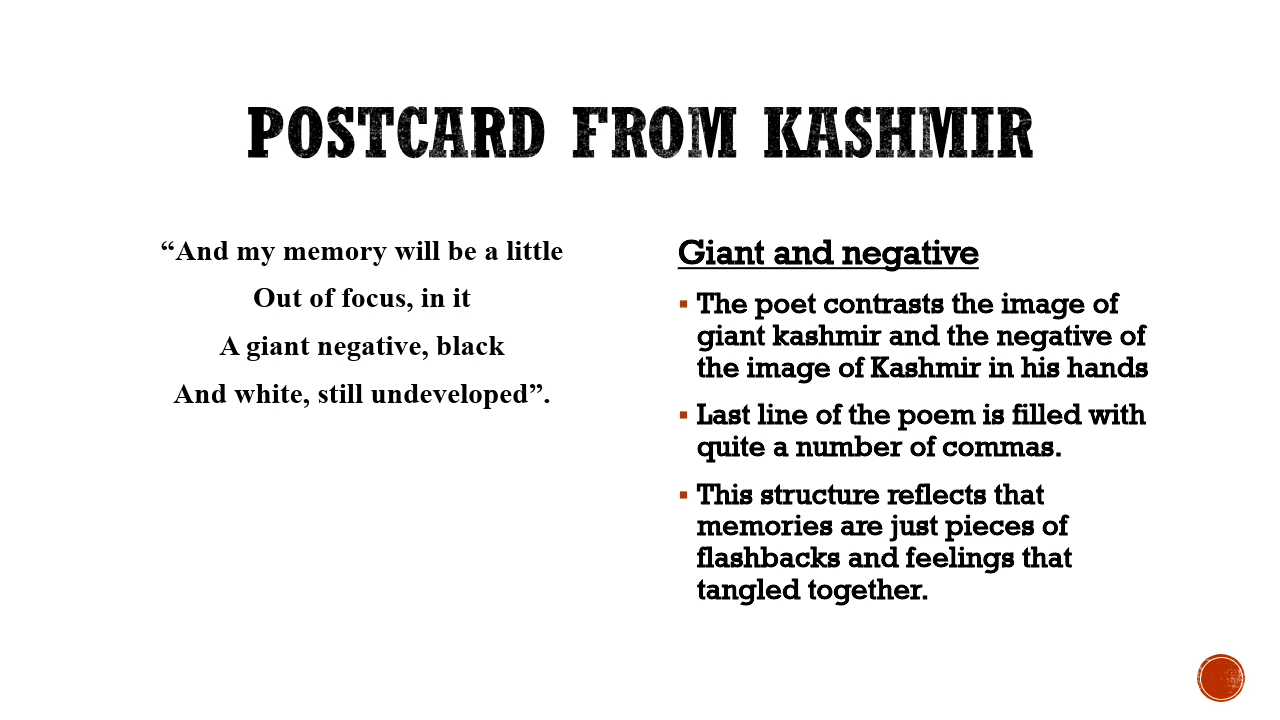 POSTCARD FROM KASHMIR
“And my memory will be a little
Out of focus, in it
A giant negative, black
And white, still undeveloped”.
Giant and negative
▪ The poet contrasts the image of
giant kashmir and the negative of
the image of Kashmir in his hands
▪ Last line of the poem is filled with
quite a number of commas.
▪ This structure reflects that
memories are just pieces of
flashbacks and feelings that
tangled together.